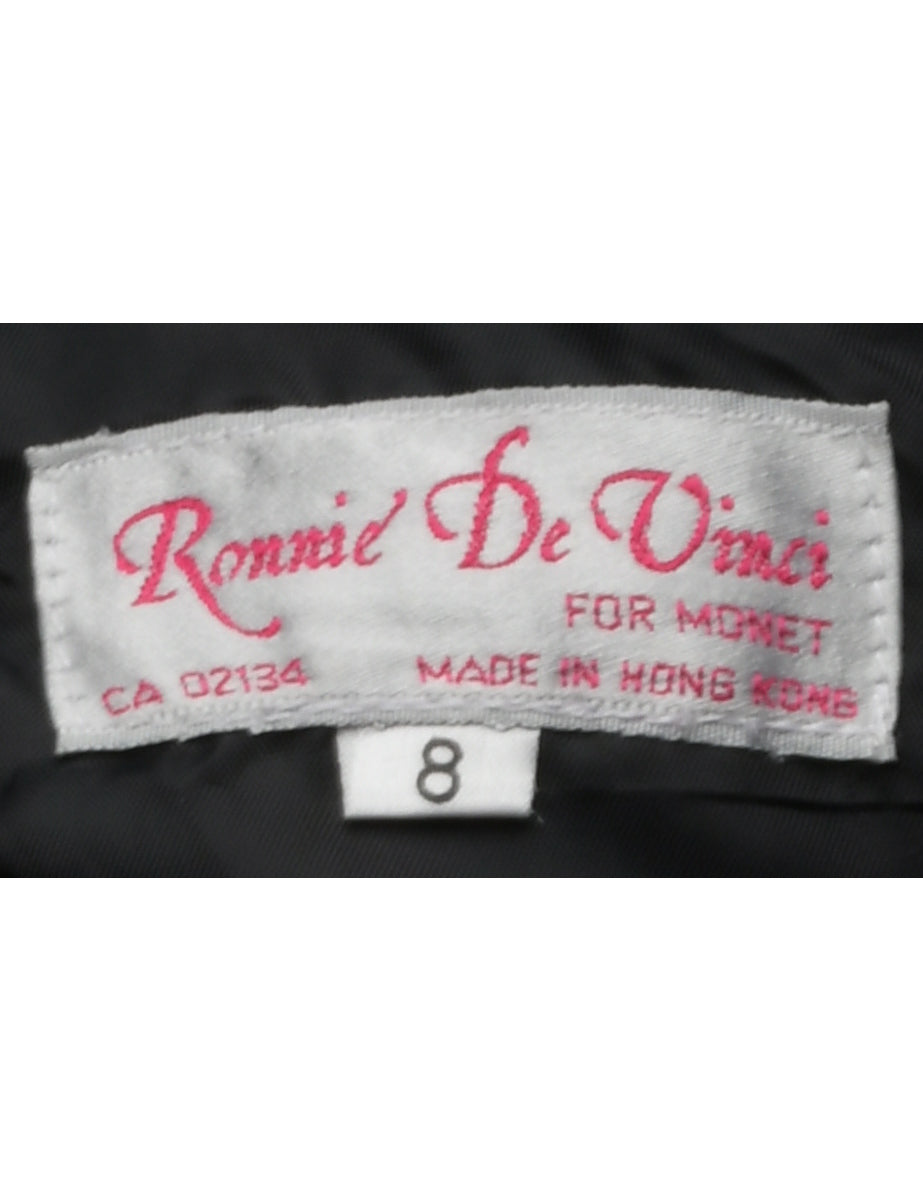 Ronnie De Vinci
FOR MONET
CA 02134 MADE IN HONG KONG
8